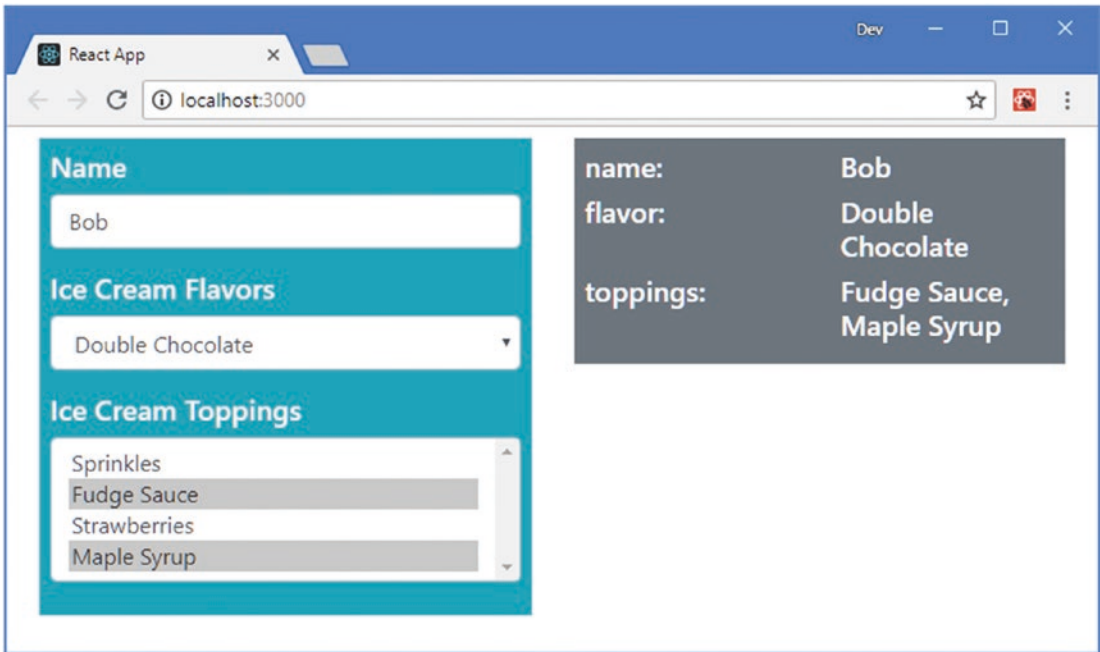 Dev
React App
localhost:3000
Name
Bob
Ice Cream Flavors
Double Chocolate
Ice Cream Toppings
Sprinkles
Fudge Sauce
Strawberries
Maple Syrup
name: Bob
flavor: Double
Chocolate
toppings: Fudge Sauce,
Maple Syrup